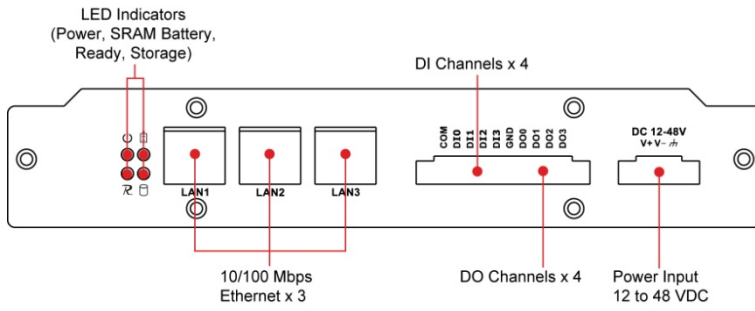 LED Indicators
(Power, SRAM Battery,
Ready, Storage)
DI Channels x 4
COM
DI0
DI1
DI2
DI3
GND
DO0
DO1
DO2
DO3
DC 12-48V
V+ V-
R
LAN1
LAN2
LAN3
10/100 Mbps
Ethernet x 3
DO Channels x 4
Power Input
12 to 48 VDC